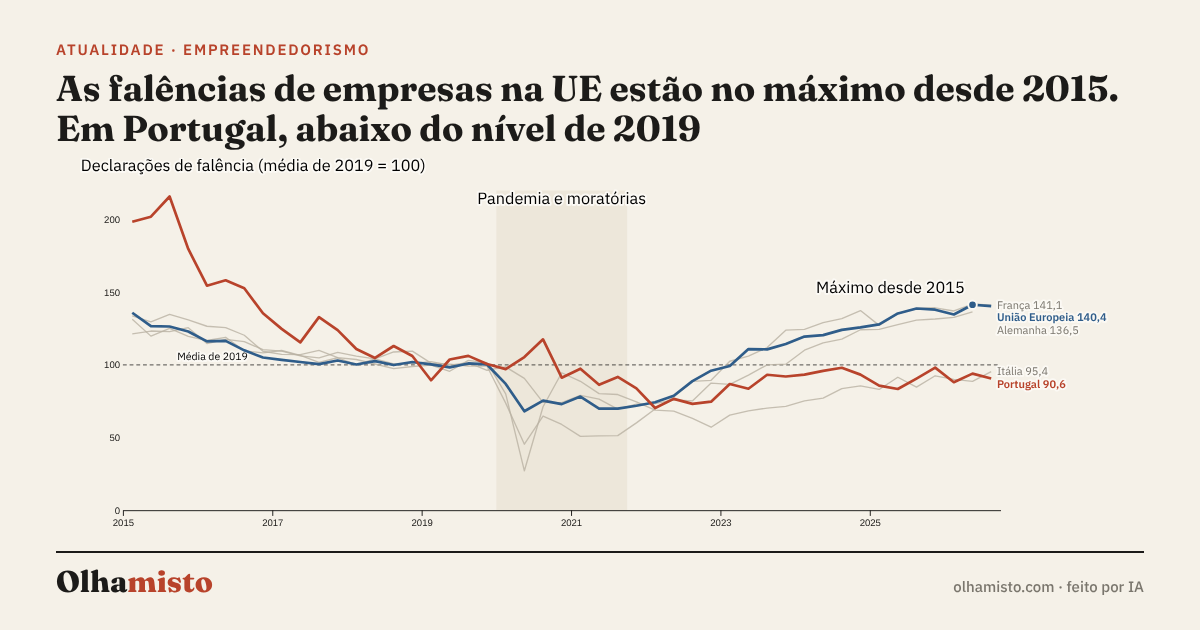 ATUALIDADE · EMPREENDEDORISMO
As falências de empresas na UE estão no máximo desde 2015.
Em Portugal, abaixo do nível de 2019
Declarações de falência (média de 2019 = 100)
Pandemia e moratórias
200
150
Máximo desde 2015
França 141,1
União Europeia 140,4
Alemanha 136,5
Média de 2019
100
Itália 95,4
Portugal 90,6
50
0
2015
2017
2019
2021
2023
2025
Olhamisto
olhamisto.com · feito por IA